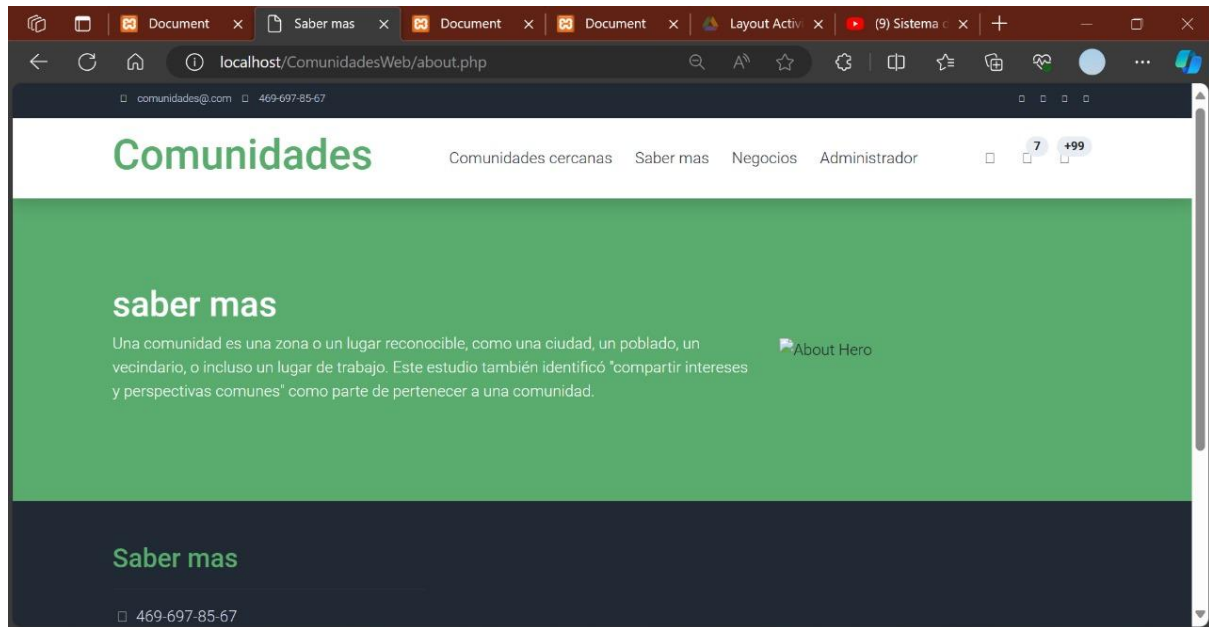 Document
Saber mas
Document
Document
Layout Activi
(9) Sistema d
localhost/ComunidadesWeb/about.php
comunidades@.com 469-697-85-67
Comunidades
Comunidades cercanas Saber mas Negocios Administrador
7 +99
saber mas
Una comunidad es una zona o un lugar reconocible, como una ciudad, un poblado, un
vecindario, o incluso un lugar de trabajo. Este estudio también identificó "compartir intereses
y perspectivas comunes" como parte de pertenecer a una comunidad.
About Hero
Saber mas
469-697-85-67